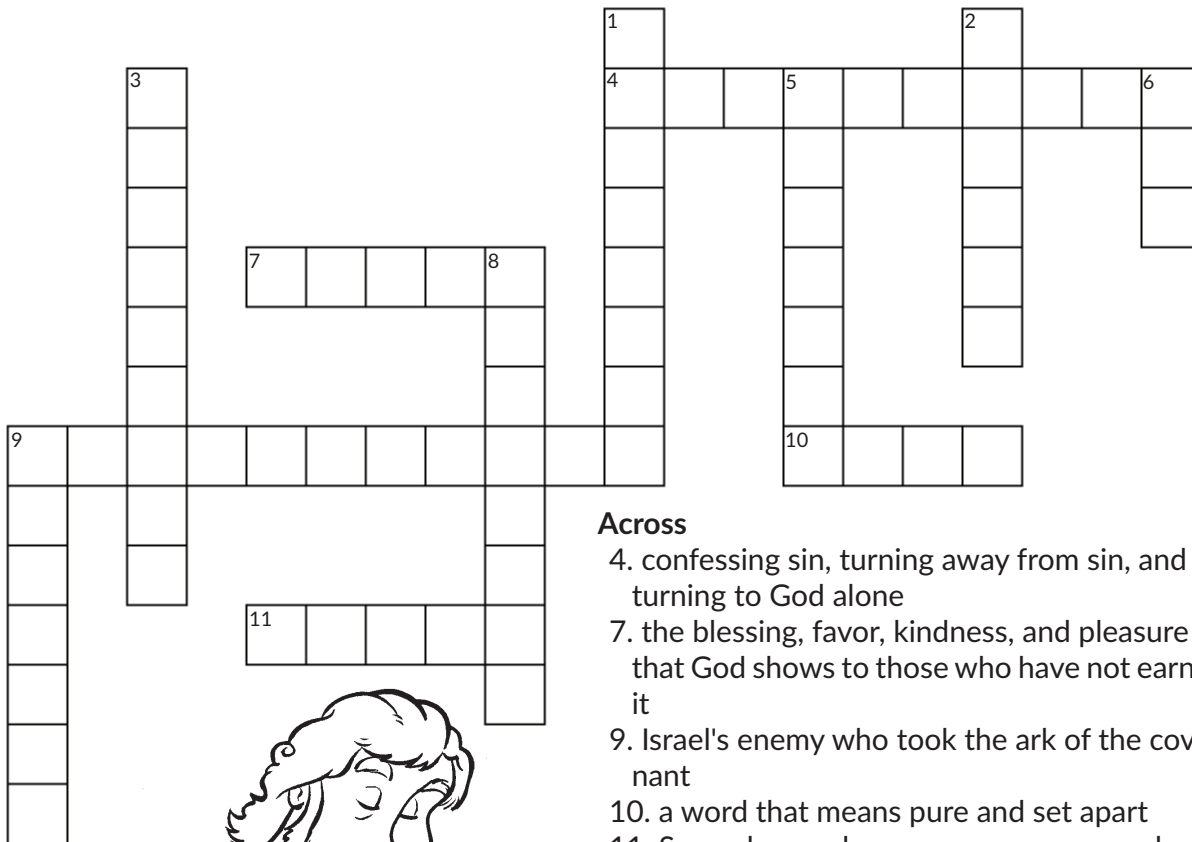 1
2
3
4
5
6
7
8
9
10
11
Across
4. confessing sin, turning away from sin, and
turning to God alone
7. the blessing, favor, kindness, and pleasure
that God shows to those who have not earn
it
9. Israel's enemy who took the ark of the cov
nant
10. a word that means pure and set apart